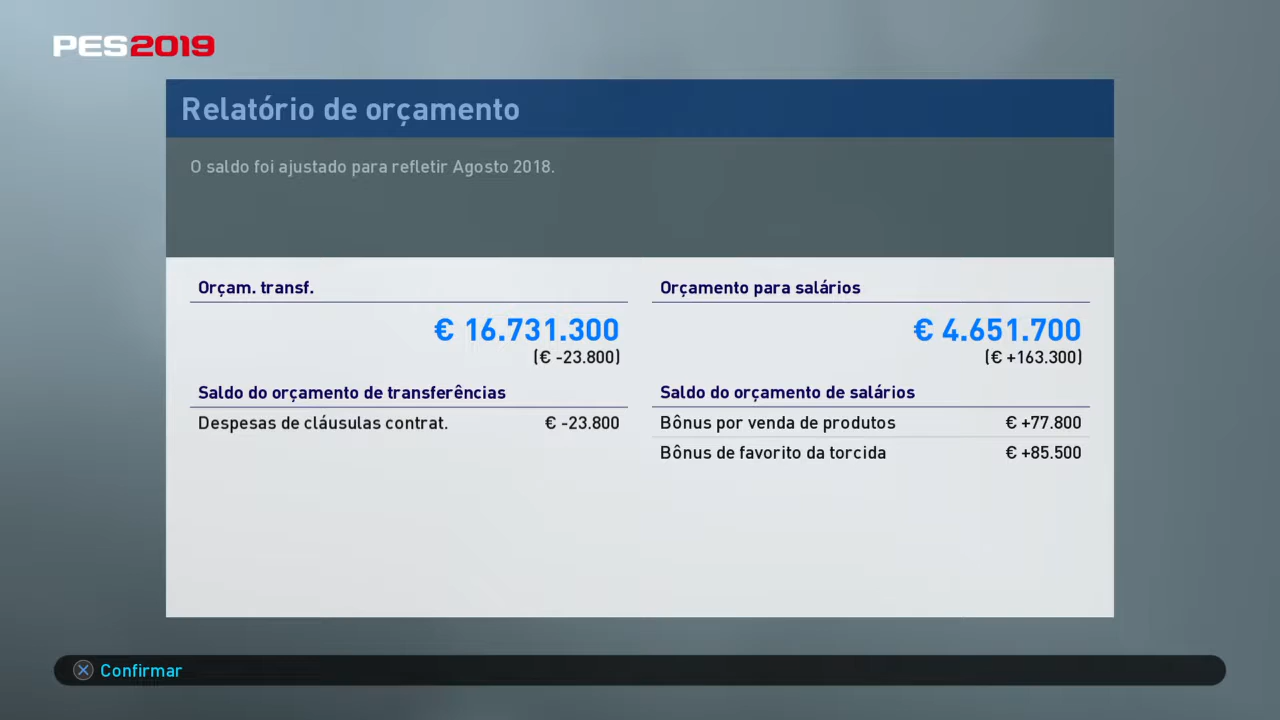 PES2019
Relatório de orçamento
O saldo foi ajustado para refletir Agosto 2018.
Orçam. transf.
€ 16.731.300
(€ -23.800)
Saldo do orçamento de transferências
Despesas de cláusulas contrat. € -23.800
Orçamento para salários
€ 4.651.700
(€ +163.300)
Saldo do orçamento de salários
Bônus por venda de produtos € +77.800
Bônus de favorito da torcida € +85.500
Confirmar